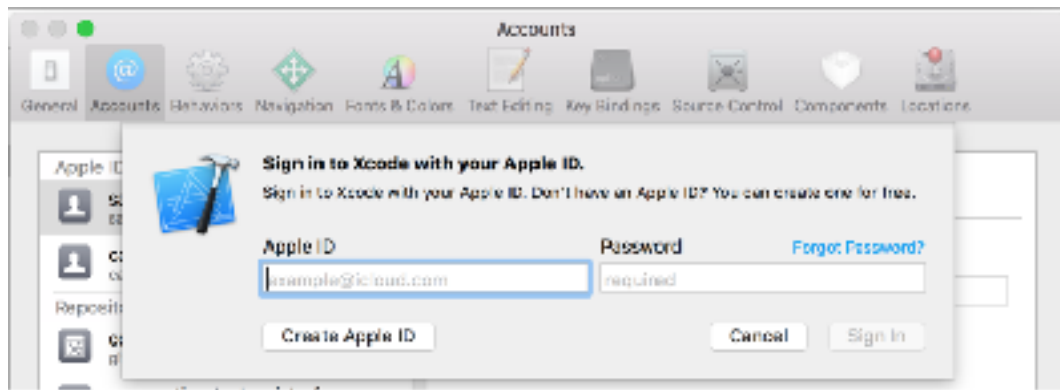 Accounts
General Accounts Behaviors Navigation Fonts & Colors Text Editing Key Bindings Source Control Components Locations
Apple ID
Sign in to Xcode with your Apple ID.
Sign in to Xcode with your Apple ID. Don't have an Apple ID? You can create one for free.
Apple ID Password Forgot Password?
example@icloud.com required
Reposit
Create Apple ID Cancel Sign In